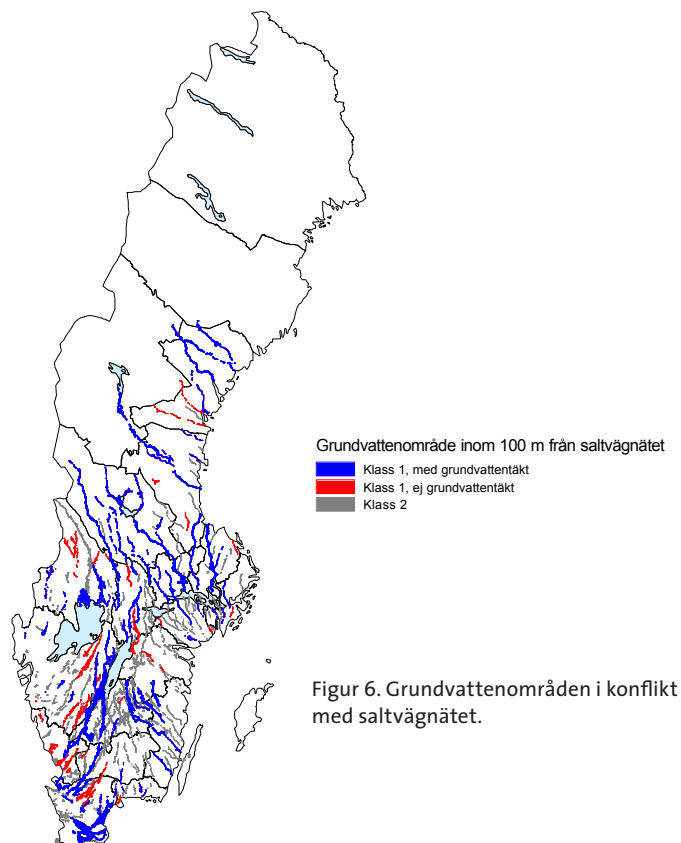 Grundvattenområde inom 100 m från saltvägnätet
Klass 1, med grundvattentäkt
Klass 1, ej grundvattentäkt
Klass 2
Figur 6. Grundvattenområden i konflikt
med saltvägnätet.